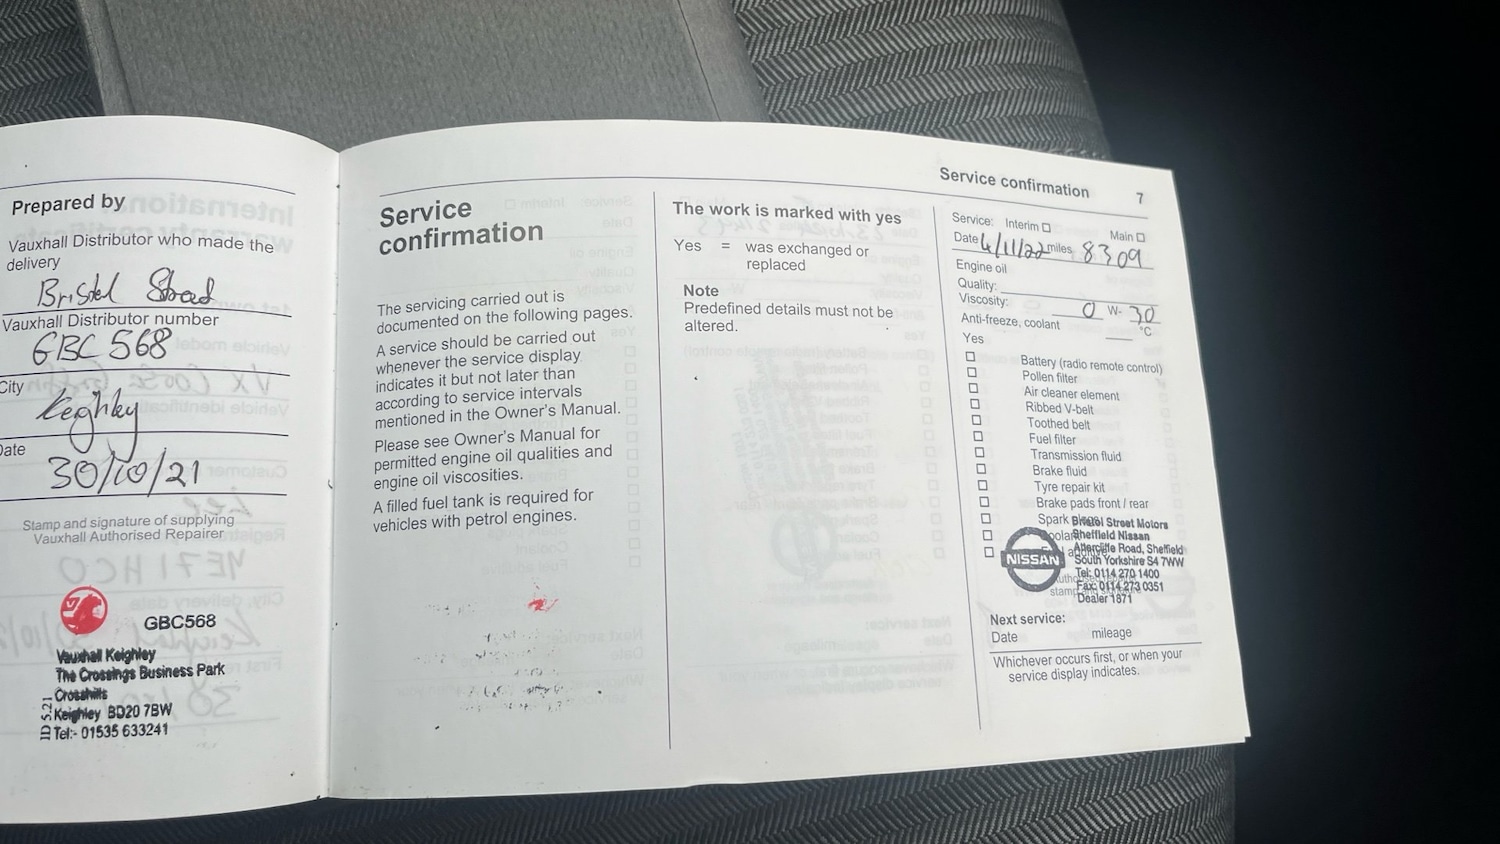 Prepared by
Vauxhall Distributor who made the
delivery
Bristol Street
Vauxhall Distributor number
GBC 568
City
Keighley
Date
30/10/21
Stamp and signature of supplying
Vauxhall Authorised Repairer
GBC568
Vauxhall Keighley
The Crossings Business Park
Crosshills
Keighley BD20 7BW
Tel:- 01535 633241
JD 5.21
Service
confirmation
The servicing carried out is
documented on the following pages.
A service should be carried out
whenever the service display
indicates it but not later than
according to service intervals
mentioned in the Owner's Manual.
Please see Owner's Manual for
permitted engine oil qualities and
engine oil viscosities.
A filled fuel tank is required for
vehicles with petrol engines.
The work is marked with yes
Yes = was exchanged or
replaced
Note
Predefined details must not be
altered.
Service confirmation 7
Service: Interim Main
Date 4/11/22 miles 8309
Engine oil
Quality:
Viscosity: 0 W- 30
Anti-freeze, coolant °C
Yes
Battery (radio remote control)
Pollen filter
Air cleaner element
Ribbed V-belt
Toothed belt
Fuel filter
Transmission fluid
Brake fluid
Tyre repair kit
Brake pads front / rear
Spark
Bristol Street Motors
Sheffield Nissan
Attercliffe Road, Sheffield
South Yorkshire S4 7WW
Tel: 0114 270 1400
Fax: 0114 273 0351
Dealer 1871
NISSAN
Next service:
Date mileage
Whichever occurs first, or when your
service display indicates.